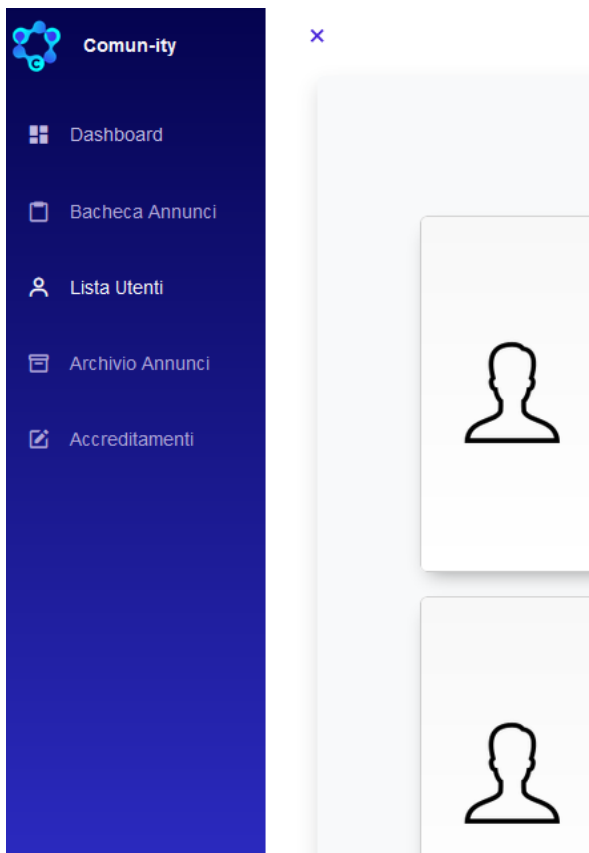 Comun-ity
Dashboard
Bacheca Annunci
Lista Utenti
Archivio Annunci
Accreditamenti